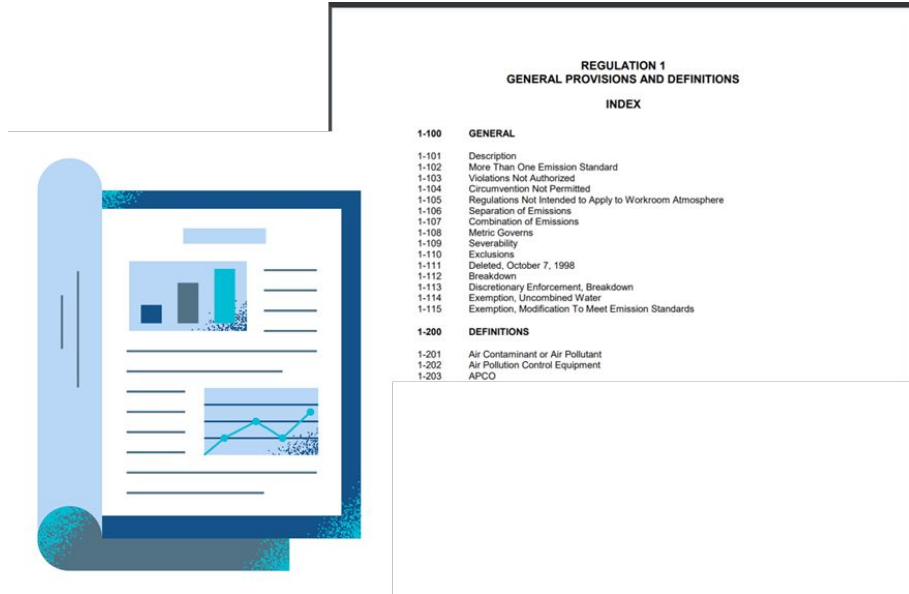 REGULATION 1
GENERAL PROVISIONS AND DEFINITIONS
INDEX
1-100 GENERAL
1-101 Description
1-102 More Than One Emission Standard
1-103 Violations Not Authorized
1-104 Circumvention Not Permitted
1-105 Regulations Not Intended to Apply to Workroom Atmosphere
1-106 Separation of Emissions
1-107 Combination of Emissions
1-108 Metric Governs
1-109 Severability
1-110 Exclusions
1-111 Deleted, October 7, 1998
1-112 Breakdown
1-113 Discretionary Enforcement, Breakdown
1-114 Exemption, Uncombined Water
1-115 Exemption, Modification To Meet Emission Standards
1-200 DEFINITIONS
1-201 Air Contaminant or Air Pollutant
1-202 Air Pollution Control Equipment
1-203 APCO